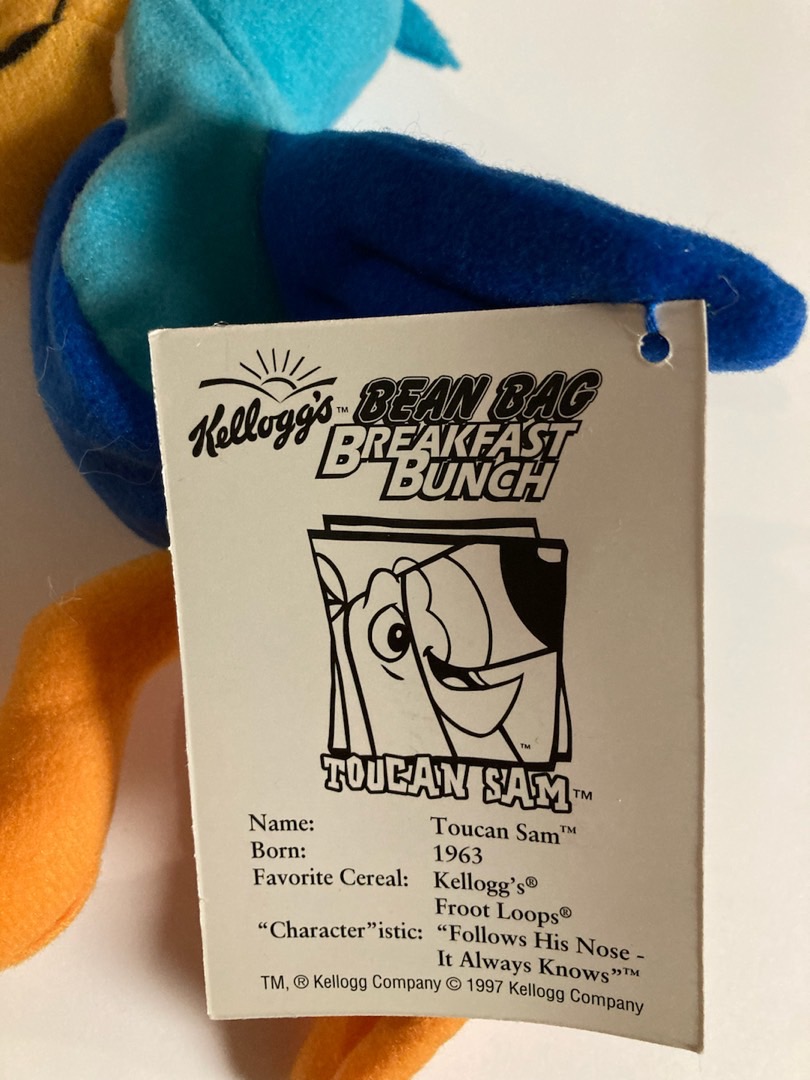 Kellogg's™ BEAN BAG
BREAKFAST
BUNCH
™
TOUCAN SAM™
Name: Toucan Sam™
Born: 1963
Favorite Cereal: Kellogg's®
Froot Loops®
“Character”istic: “Follows His Nose -
It Always Knows”™
TM, ® Kellogg Company © 1997 Kellogg Company